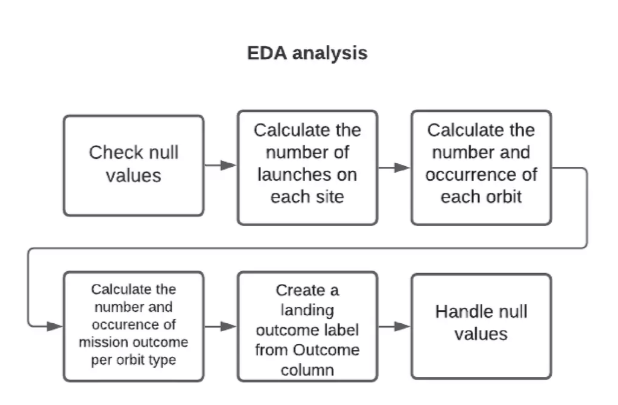 EDA analysis
Check null
values
Calculate the
number of
launches on
each site
Calculate the
number and
occurrence of
each orbit
Calculate the
number and
occurence of
mission outcome
per orbit type
Create a
landing
outcome label
from Outcome
column
Handle null
values